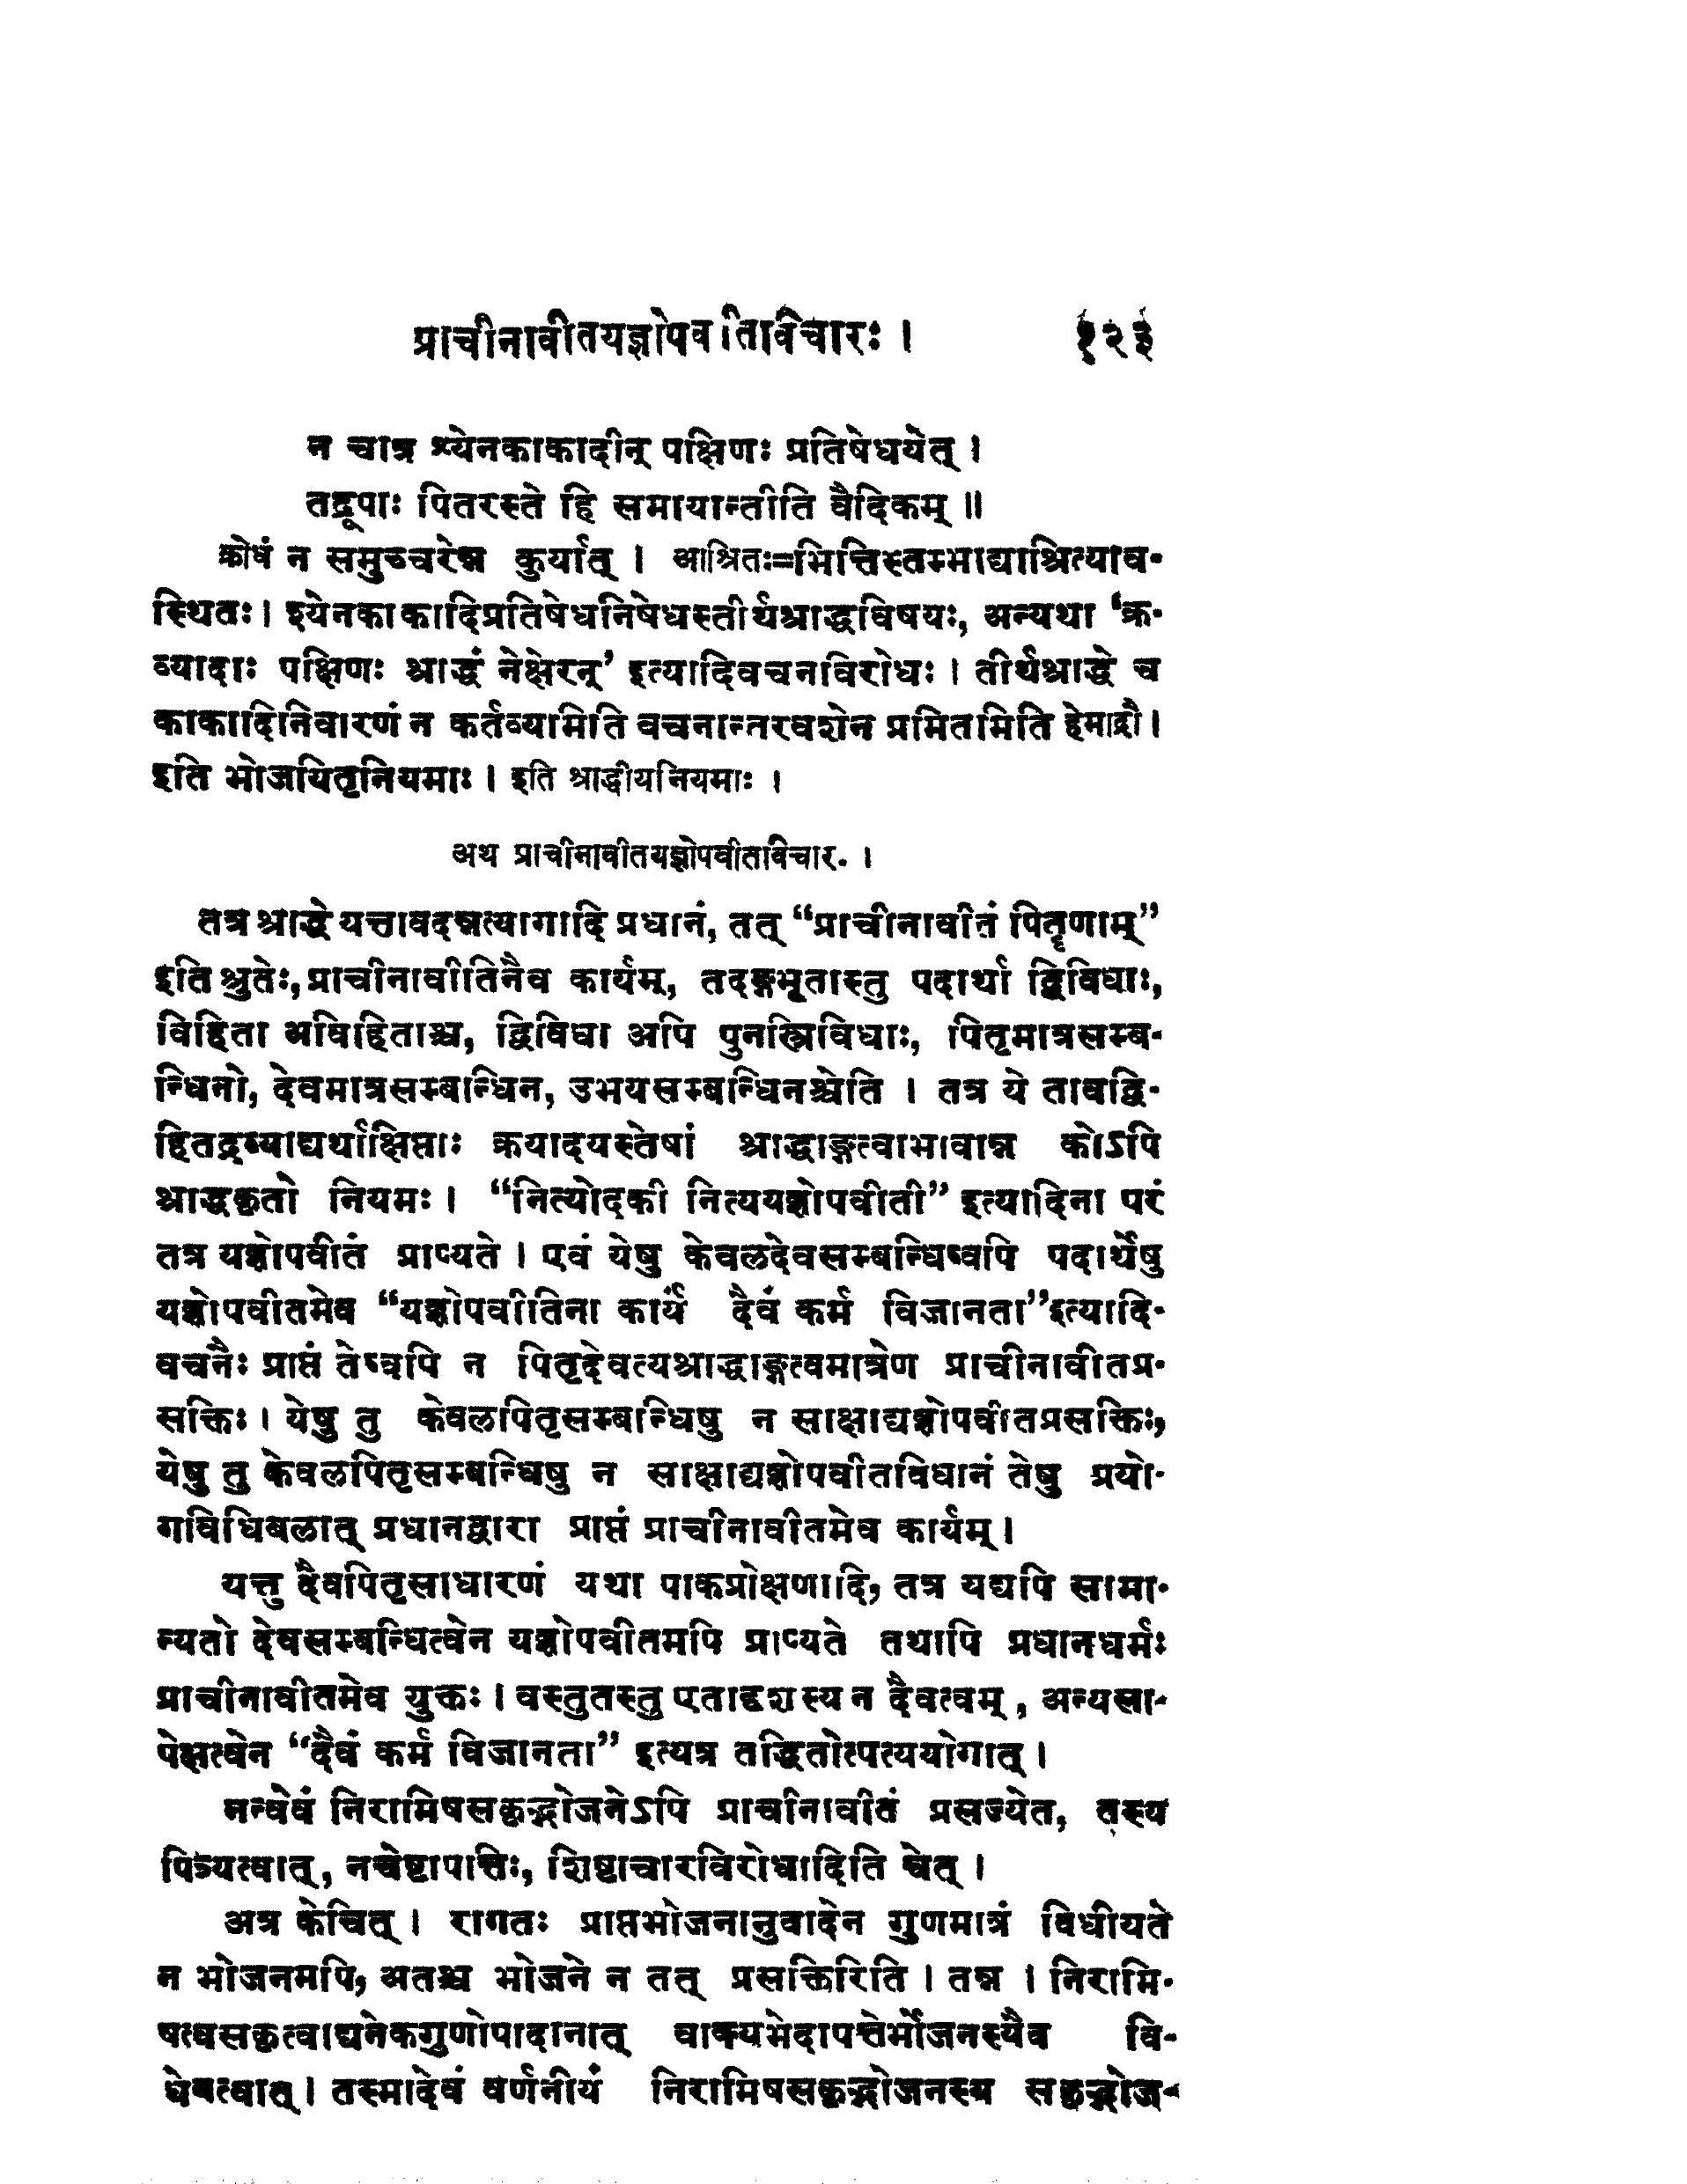 प्राचीनावीतयज्ञोपवीतविचारः । १२३
न चात्र श्येनकाकादीन् पक्षिणः प्रतिषेधयेत् ।
तद्रूपाः पितरस्ते हि समायान्तीति वैदिकम् ॥
क्रोधं न समुच्चरेन्न कुर्यात् । आश्रितः=भित्तिस्तम्भाद्याश्रित्याव-
स्थितः । श्येनकाकादिप्रतिषेधनिषेधस्तीर्थश्राद्धविषयः, अन्यथा ‘क्र-
व्यादाः पक्षिणः श्राद्धं नेक्षेरन्’ इत्यादिवचनविरोधः । तीर्थश्राद्धे च
काकादिनिवारणं न कर्तव्यामिति वचनान्तरवशेन प्रमितमिति हेमाद्रौ ।
इति भोजयितृनियमाः । इति श्राद्धीयनियमाः ।
अथ प्राचीनावीतयज्ञोपवीतविचारः ।
तत्र श्राद्धे यत्तावदन्नत्यागादि प्रधानं, तत् “प्राचीनावीतं पितॄणाम्”
इति श्रुतेः, प्राचीनावीतिनैव कार्यम्, तदङ्गभूतास्तु पदार्था द्विविधाः,
विहिता अविहिताश्च, द्विविधा अपि पुनस्त्रिविधाः, पितृमात्रसम्ब-
न्धिनो, देवमात्रसम्बन्धिन, उभयसम्बन्धिनश्चेति । तत्र ये तावद्वि-
हितद्रव्याद्यर्थाक्षिप्ताः क्रयादयस्तेषां श्राद्धाङ्गत्वाभावान्न कोऽपि
श्राद्धकृतो नियमः । “नित्योदकी नित्ययज्ञोपवीती” इत्यादिना परं
तत्र यज्ञोपवीतं प्राप्यते । एवं येषु केवलदेवसम्बन्धिष्वपि पदार्थेषु
यज्ञोपवीतमेव “यज्ञोपवीतिना कार्यं दैवं कर्म विजानता” इत्यादि-
वचनैः प्राप्तं तेष्वपि न पितृदेवत्यश्राद्धाङ्गत्वमात्रेण प्राचीनावीतप्र-
सक्तिः । येषु तु केवलपितृसम्बन्धिषु न साक्षाद्यज्ञोपवीतप्रसक्तिः,
येषु तु केवलपितृसम्बन्धिषु न साक्षाद्यज्ञोपवीतविधानं तेषु प्रयो-
गविधिबलात् प्रधानद्वारा प्राप्तं प्राचीनावीतमेव कार्यम् ।
यत्तु दैवपितृसाधारणं यथा पाकप्रोक्षणादि, तत्र यद्यपि सामा-
न्यतो देवसम्बन्धित्वेन यज्ञोपवीतमपि प्राप्यते तथापि प्रधानधर्मः
प्राचीनावीतमेव युक्तः । वस्तुतस्तु एतादृशस्य न दैवत्वम् , अन्यसा-
पेक्षत्वेन “दैवं कर्म विजानता” इत्यत्र तद्धितोत्पत्ययोगात् ।
नन्वेवं निरामिषसकृद्भोजनेऽपि प्राचीनावीतं प्रसज्येत, तस्य
पित्र्यत्वात्, नचेष्टापत्तिः, शिष्टाचारविरोधादिति चेत् ।
अत्र केचित् । रागतः प्राप्तभोजनानुवादेन गुणमात्रं विधीयते
न भोजनमपि, अतश्च भोजने न तत् प्रसक्तिरिति । तन्न । निरामि-
षत्वसकृत्वाद्यनेकगुणोपादानात् वाक्यभेदापत्तेर्भोजनस्यैव वि-
धेयत्वात् । तस्मादेवं वर्णनीयं निरामिषसकृद्भोजनस्य सकृद्भोज-